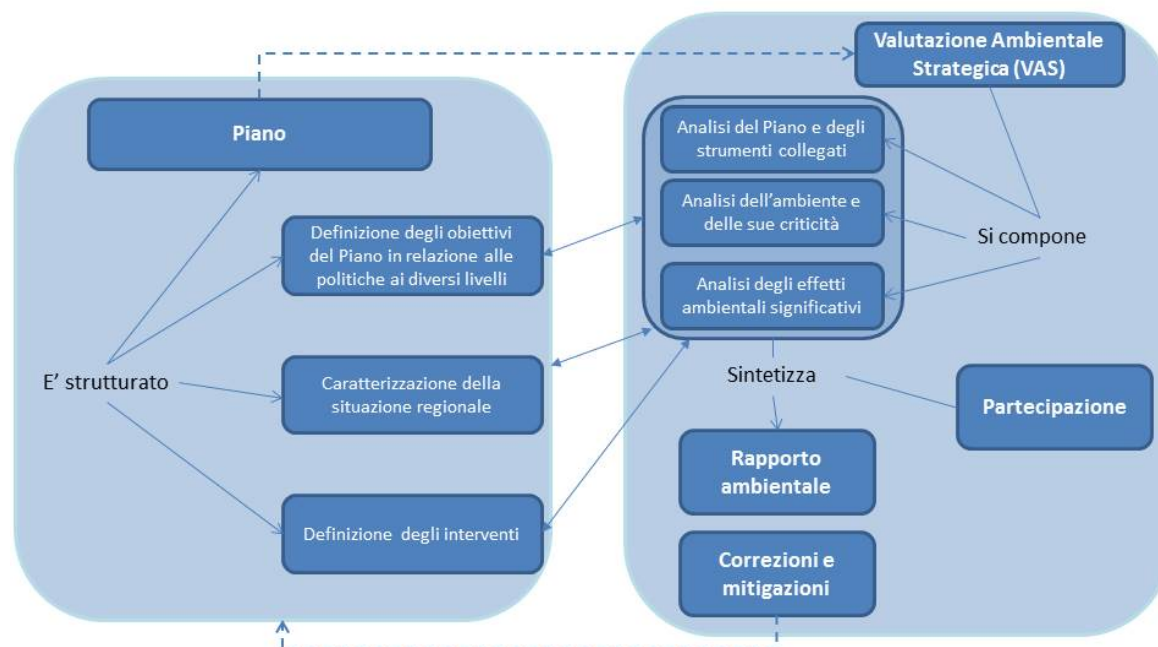 Piano
Definizione degli obiettivi
del Piano in relazione alle
politiche ai diversi livelli
E' strutturato
Caratterizzazione della
situazione regionale
Definizione degli interventi
Valutazione Ambientale
Strategica (VAS)
Analisi del Piano e degli
strumenti collegati
Analisi dell'ambiente e
delle sue criticità
Analisi degli effetti
ambientali significativi
Si compone
Sintetizza
Partecipazione
Rapporto
ambientale
Correzioni e
mitigazioni